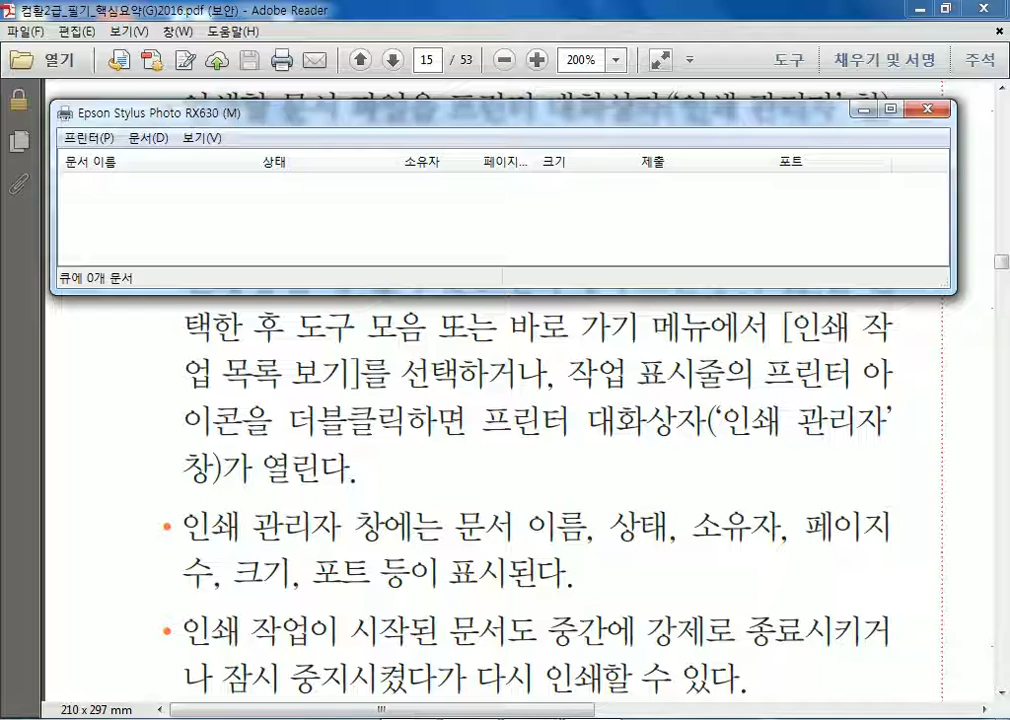 컴활2급_필기_핵심요약(G)2016.pdf (보안) - Adobe Reader
파일(F) 편집(E) 보기(V) 창(W) 도움말(H)
열기 15 / 53 200% 도구 채우기 및 서명 주석
Epson Stylus Photo RX630 (M)
프린터(P) 문서(D) 보기(V)
문서 이름 상태 소유자 페이지... 크기 제출 포트
큐에 0개 문서
택한 후 도구 모음 또는 바로 가기 메뉴에서 [인쇄 작
업 목록 보기]를 선택하거나, 작업 표시줄의 프린터 아
이콘을 더블클릭하면 프린터 대화상자(‘인쇄 관리자’
창)가 열린다.
• 인쇄 관리자 창에는 문서 이름, 상태, 소유자, 페이지
수, 크기, 포트 등이 표시된다.
• 인쇄 작업이 시작된 문서도 중간에 강제로 종료시키거
나 잠시 중지시켰다가 다시 인쇄할 수 있다.
210 x 297 mm